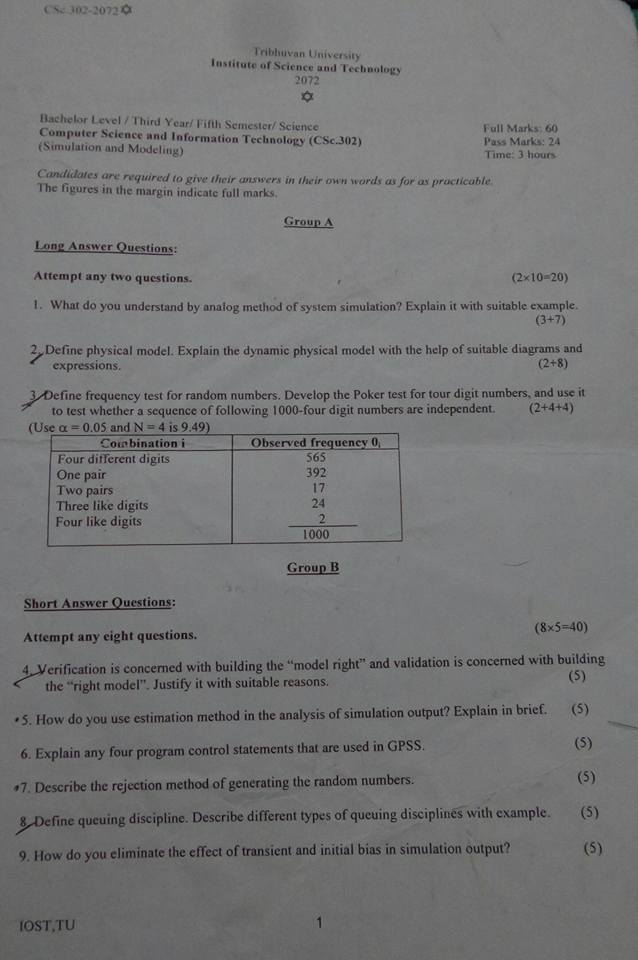 CSc.302-2072✡
Tribhuvan University
Institute of Science and Technology
2072
✡
Bachelor Level / Third Year/ Fifth Semester/ Science
Computer Science and Information Technology (CSc.302)
(Simulation and Modeling)
Full Marks: 60
Pass Marks: 24
Time: 3 hours
Candidates are required to give their answers in their own words as for as practicable.
The figures in the margin indicate full marks.
Group A
Long Answer Questions:
Attempt any two questions. (2×10=20)
1. What do you understand by analog method of system simulation? Explain it with suitable example.
(3+7)
2. Define physical model. Explain the dynamic physical model with the help of suitable diagrams and
expressions. (2+8)
3. Define frequency test for random numbers. Develop the Poker test for tour digit numbers, and use it
to test whether a sequence of following 1000-four digit numbers are independent. (2+4+4)
(Use α = 0.05 and N = 4 is 9.49)
Combination i Observed frequency 0i
Four different digits 565
One pair 392
Two pairs 17
Three like digits 24
Four like digits 2
1000
Group B
Short Answer Questions:
Attempt any eight questions. (8×5=40)
4. Verification is concerned with building the “model right” and validation is concerned with building
the “right model”. Justify it with suitable reasons. (5)
5. How do you use estimation method in the analysis of simulation output? Explain in brief. (5)
6. Explain any four program control statements that are used in GPSS. (5)
7. Describe the rejection method of generating the random numbers. (5)
8. Define queuing discipline. Describe different types of queuing disciplines with example. (5)
9. How do you eliminate the effect of transient and initial bias in simulation output? (5)
IOST,TU 1